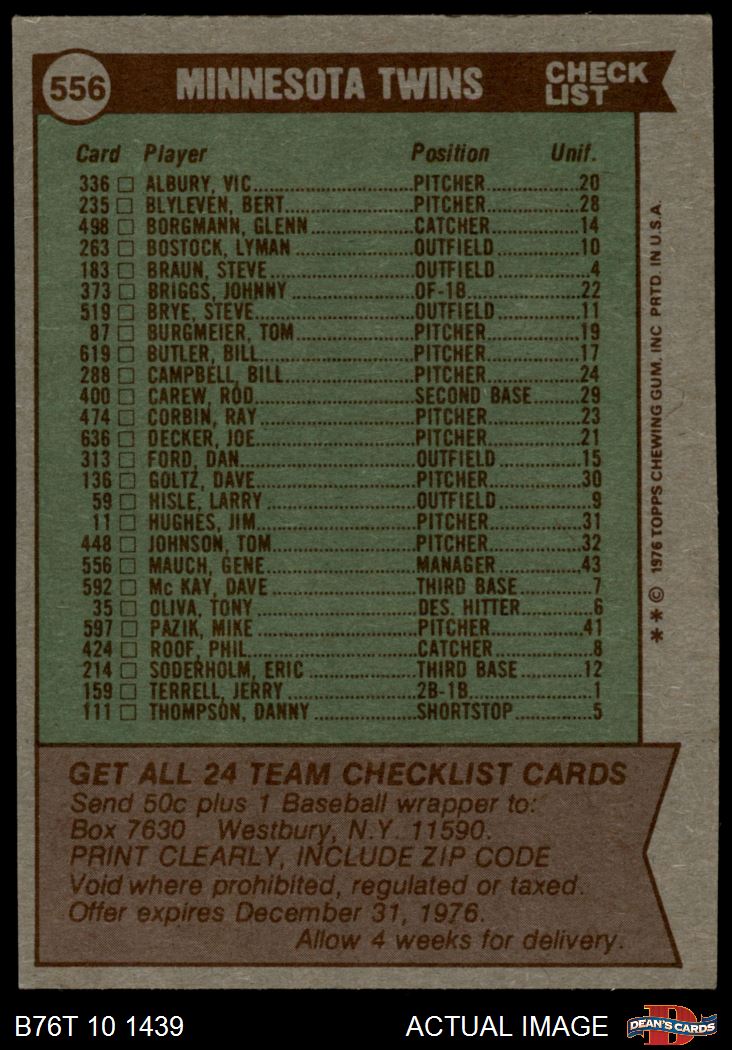 556 MINNESOTA TWINS CHECK LIST
Card Player Position Unif.
336 □ ALBURY, VIC..................PITCHER..........20
235 □ BLYLEVEN, BERT..................PITCHER..........28
498 □ BORGMANN, GLENN..................CATCHER..........14
263 □ BOSTOCK, LYMAN..................OUTFIELD..........10
183 □ BRAUN, STEVE..................OUTFIELD..........4
373 □ BRIGGS, JOHNNY..................OF-1B..........22
519 □ BRYE, STEVE..................OUTFIELD..........11
87 □ BURGMEIER, TOM..................PITCHER..........19
619 □ BUTLER, BILL..................PITCHER..........17
288 □ CAMPBELL, BILL..................PITCHER..........24
400 □ CAREW, ROD..................SECOND BASE..........29
474 □ CORBIN, RAY..................PITCHER..........23
636 □ DECKER, JOE..................PITCHER..........21
313 □ FORD, DAN..................OUTFIELD..........15
136 □ GOLTZ, DAVE..................PITCHER..........30
59 □ HISLE, LARRY..................OUTFIELD..........9
11 □ HUGHES, JIM..................PITCHER..........31
448 □ JOHNSON, TOM..................PITCHER..........32
556 □ MAUCH, GENE..................MANAGER..........43
592 □ Mc KAY, DAVE..................THIRD BASE..........7
35 □ OLIVA, TONY..................DES. HITTER..........6
597 □ PAZIK, MIKE..................PITCHER..........41
424 □ ROOF, PHIL..................CATCHER..........8
214 □ SODERHOLM, ERIC..................THIRD BASE..........12
159 □ TERRELL, JERRY..................2B-1B..........1
111 □ THOMPSON, DANNY..................SHORTSTOP..........5
**© 1976 TOPPS CHEWING GUM, INC PRTD. IN U.S.A.
GET ALL 24 TEAM CHECKLIST CARDS
Send 50c plus 1 Baseball wrapper to:
Box 7630 Westbury, N.Y. 11590.
PRINT CLEARLY, INCLUDE ZIP CODE
Void where prohibited, regulated or taxed.
Offer expires December 31, 1976.
Allow 4 weeks for delivery.
B76T 10 1439 ACTUAL IMAGE D DEAN'S CARDS